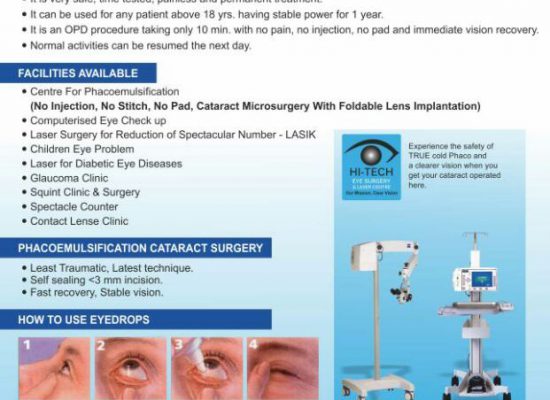 • It is very safe, time tested, painless and permanent treatment.
• It can be used for any patient above 18 yrs. having stable power for 1 year.
• It is an OPD procedure taking only 10 min. with no pain, no injection, no pad and immediate vision recovery.
• Normal activities can be resumed the next day.
FACILITIES AVAILABLE
• Centre For Phacoemulsification
(No Injection, No Stitch, No Pad, Cataract Microsurgery With Foldable Lens Implantation)
• Computerised Eye Check up
• Laser Surgery for Reduction of Spectacular Number - LASIK
• Children Eye Problem
• Laser for Diabetic Eye Diseases
• Glaucoma Clinic
• Squint Clinic & Surgery
• Spectacle Counter
• Contact Lense Clinic
HI-TECH
EYE SURGERY
& LASER CENTRE
Our Mission, Clear Vision
Experience the safety of
TRUE cold Phaco and
a clearer vision when you
get your cataract operated
here.
PHACOEMULSIFICATION CATARACT SURGERY
• Least Traumatic, Latest technique.
• Self sealing <3 mm incision.
• Fast recovery, Stable vision.
HOW TO USE EYEDROPS
1
2
3
4